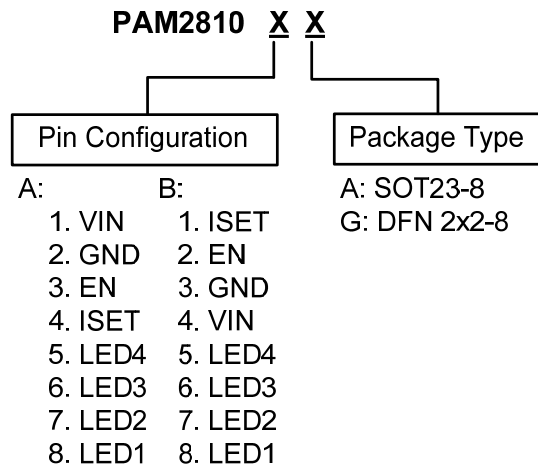 PAM2810 X X
Pin Configuration
Package Type
A:
1. VIN
2. GND
3. EN
4. ISET
5. LED4
6. LED3
7. LED2
8. LED1
B:
1. ISET
2. EN
3. GND
4. VIN
5. LED4
6. LED3
7. LED2
8. LED1
A: SOT23-8
G: DFN 2x2-8